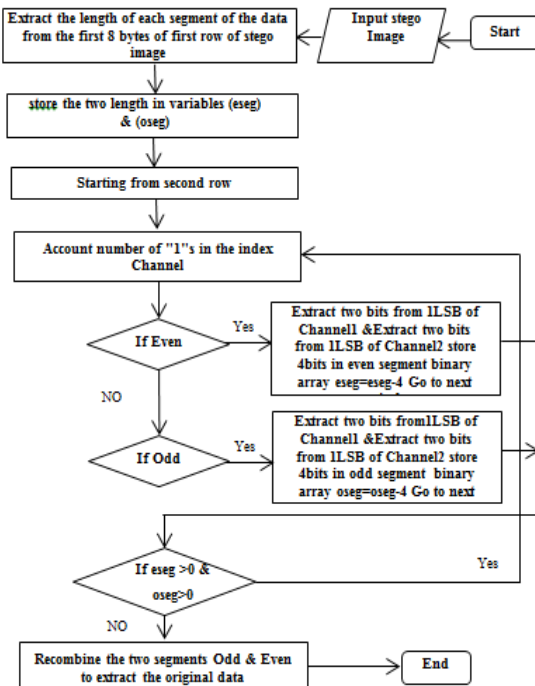 Extract the length of each segment of the data
from the first 8 bytes of first row of stego
image
Input stego
Image
Start
store the two length in variables (eseg)
& (oseg)
Starting from second row
Account number of "1"s in the index
Channel
If Even
Yes
Extract two bits from 1LSB of
Channel1 &Extract two bits
from 1LSB of Channel2 store
4bits in even segment binary
array eseg=eseg-4 Go to next
NO
If Odd
Yes
Extract two bits from1LSB of
Channel1 &Extract two bits
from 1LSB of Channel2 store
4bits in odd segment binary
array oseg=oseg-4 Go to next
If eseg >0 &
oseg>0
Yes
NO
Recombine the two segments Odd & Even
to extract the original data
End